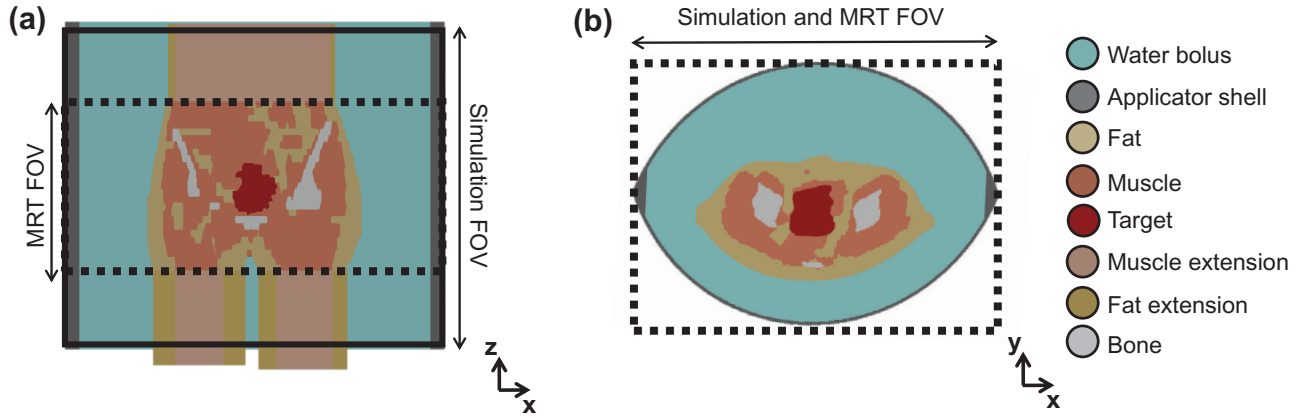 (a)
MRT FOV
Simulation FOV
z
x
(b)
Simulation and MRT FOV
y
x
Water bolus
Applicator shell
Fat
Muscle
Target
Muscle extension
Fat extension
Bone